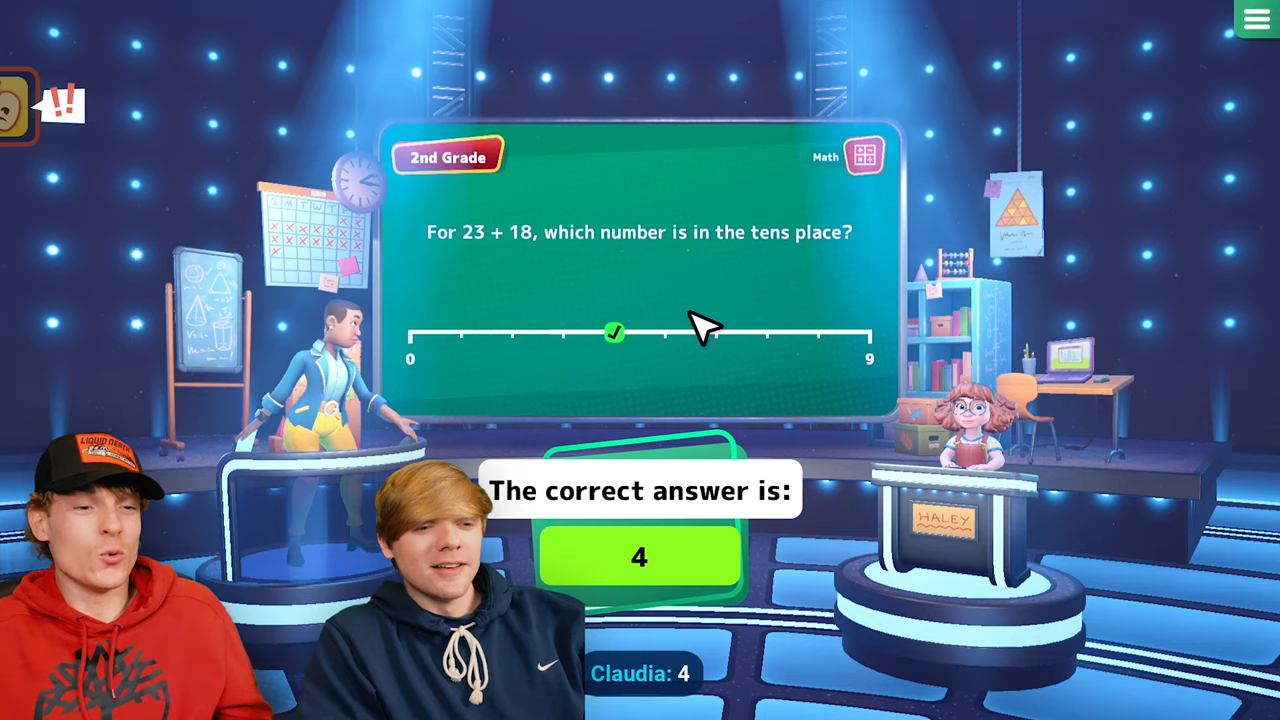 !!
2nd Grade
Math
For 23 + 18, which number is in the tens place?
0
9
S M T W T
The correct answer is:
4
HALEY
LIQUID DEATH
Claudia: 4